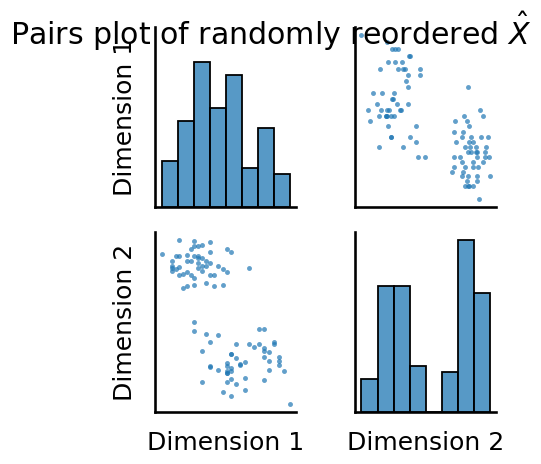 Pairs plot of randomly reordered X̂
Dimension 1
Dimension 2
Dimension 1
Dimension 2